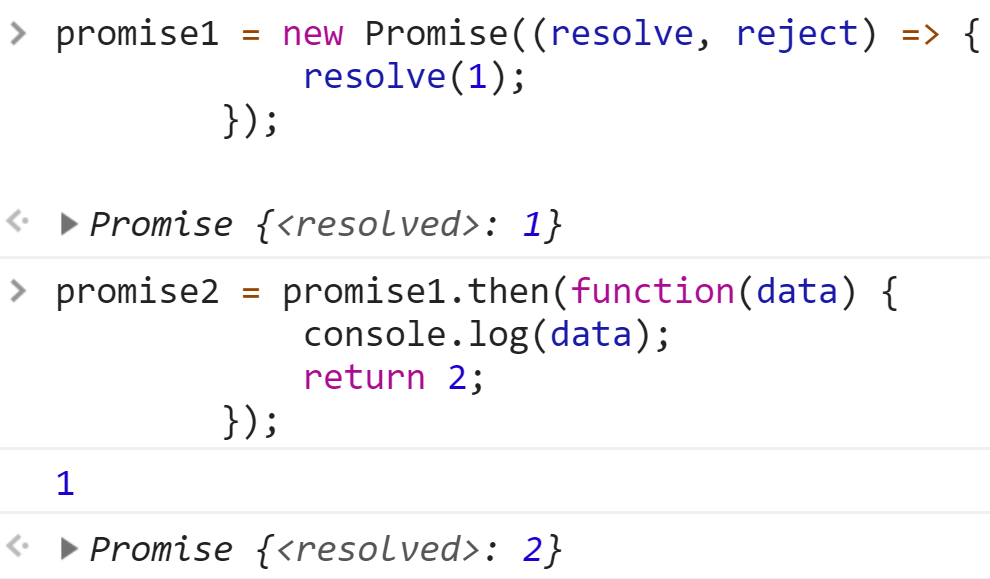 > promise1 = new Promise((resolve, reject) => {
            resolve(1);
        });
▶ Promise {<resolved>: 1}
> promise2 = promise1.then(function(data) {
            console.log(data);
            return 2;
        });
1
▶ Promise {<resolved>: 2}